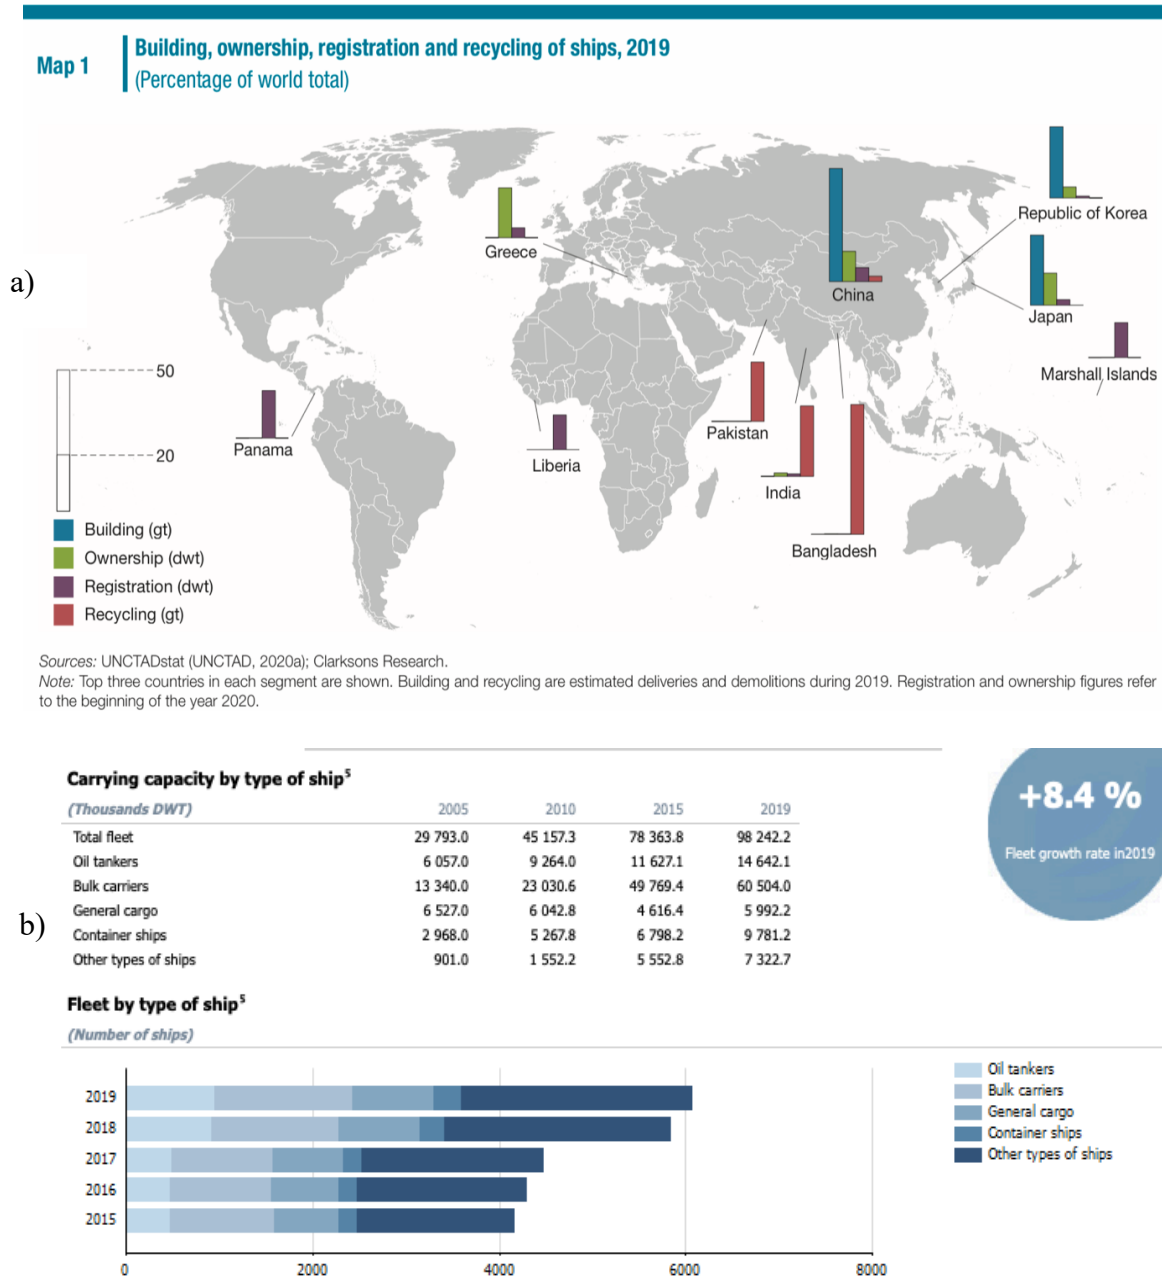 Map 1
Building, ownership, registration and recycling of ships, 2019
(Percentage of world total)
a)
Greece
Republic of Korea
China
Japan
Marshall Islands
50
20
Panama
Liberia
Pakistan
India
Bangladesh
Building (gt)
Ownership (dwt)
Registration (dwt)
Recycling (gt)
Sources: UNCTADstat (UNCTAD, 2020a); Clarksons Research.
Note: Top three countries in each segment are shown. Building and recycling are estimated deliveries and demolitions during 2019. Registration and ownership figures refer
to the beginning of the year 2020.
b)
Carrying capacity by type of ship5
(Thousands DWT) 2005 2010 2015 2019
Total fleet 29 793.0 45 157.3 78 363.8 98 242.2
Oil tankers 6 057.0 9 264.0 11 627.1 14 642.1
Bulk carriers 13 340.0 23 030.6 49 769.4 60 504.0
General cargo 6 527.0 6 042.8 4 616.4 5 992.2
Container ships 2 968.0 5 267.8 6 798.2 9 781.2
Other types of ships 901.0 1 552.2 5 552.8 7 322.7
+8.4 %
Fleet growth rate in2019
Fleet by type of ship5
(Number of ships)
2019
2018
2017
2016
2015
0 2000 4000 6000 8000
Oil tankers
Bulk carriers
General cargo
Container ships
Other types of ships